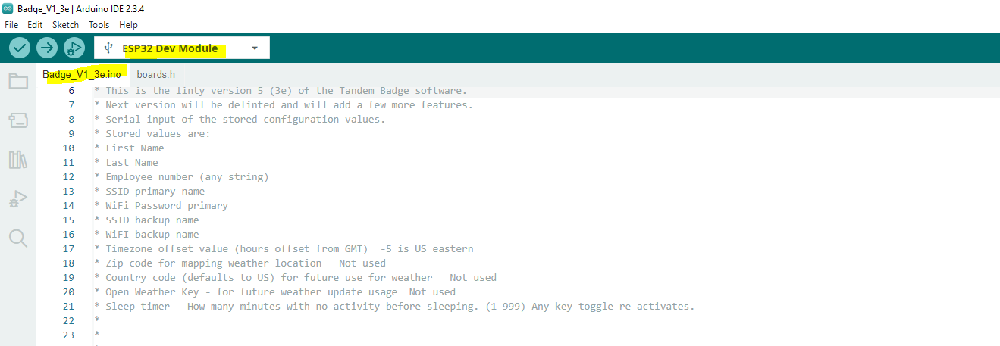 Badge_V1_3e | Arduino IDE 2.3.4
File Edit Sketch Tools Help
ESP32 Dev Module
Badge_V1_3e.ino boards.h
6 * This is the linty version 5 (3e) of the Tandem Badge software.
7 * Next version will be delinted and will add a few more features.
8 * Serial input of the stored configuration values.
9 * Stored values are:
10 * First Name
11 * Last Name
12 * Employee number (any string)
13 * SSID primary name
14 * WiFi Password primary
15 * SSID backup name
16 * WiFI backup name
17 * Timezone offset value (hours offset from GMT)  -5 is US eastern
18 * Zip code for mapping weather location   Not used
19 * Country code (defaults to US) for future use for weather   Not used
20 * Open Weather Key - for future weather update usage  Not used
21 * Sleep timer - How many minutes with no activity before sleeping. (1-999) Any key toggle re-activates.
22 *
23 *